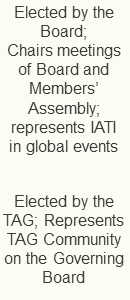 Elected by the
Board;
Chairs meetings
of Board and
Members’
Assembly;
represents IATI
in global events
Elected by the
TAG; Represents
TAG Community
on the Governing
Board